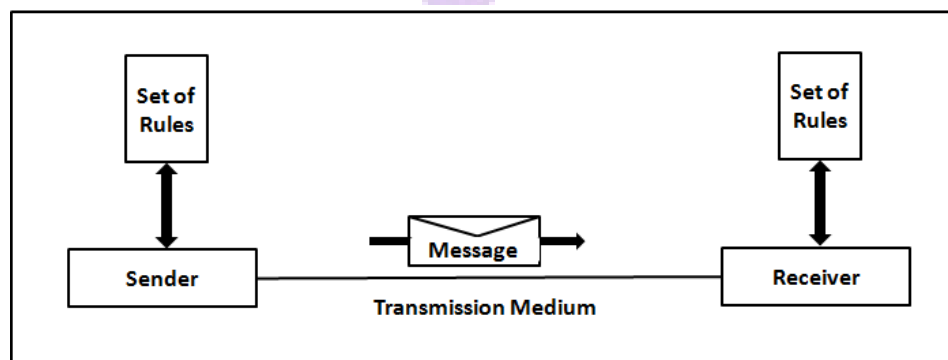 Set of
Rules
Set of
Rules
Message
Sender
Receiver
Transmission Medium